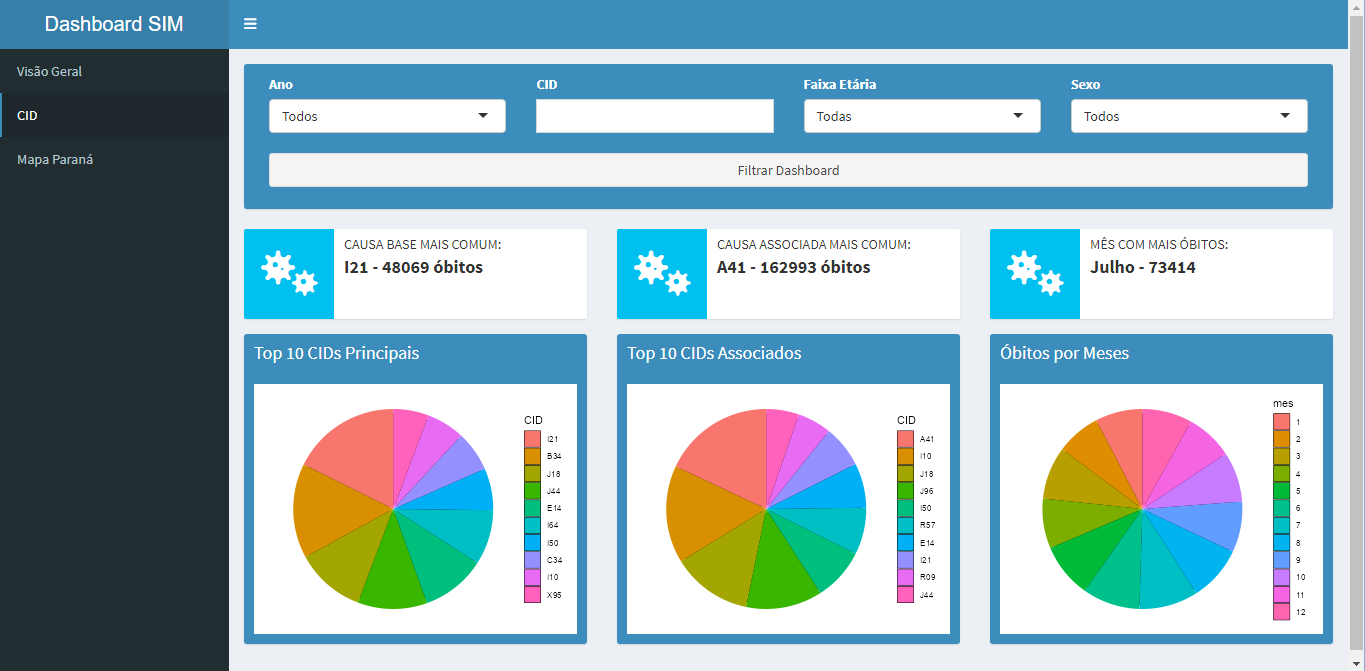 Dashboard SIM
Visão Geral
CID
Mapa Paraná
Ano
CID
Faixa Etária
Sexo
Todos
Todas
Todos
Filtrar Dashboard
CAUSA BASE MAIS COMUM:
I21 - 48069 óbitos
CAUSA ASSOCIADA MAIS COMUM:
A41 - 162993 óbitos
MÊS COM MAIS ÓBITOS:
Julho - 73414
Top 10 CIDs Principais
CID
I21
B34
J18
J44
E14
I64
I50
C34
I10
X95
Top 10 CIDs Associados
CID
A41
I10
J18
J96
I50
R57
E14
I21
R09
J44
Óbitos por Meses
mes
1
2
3
4
5
6
7
8
9
10
11
12